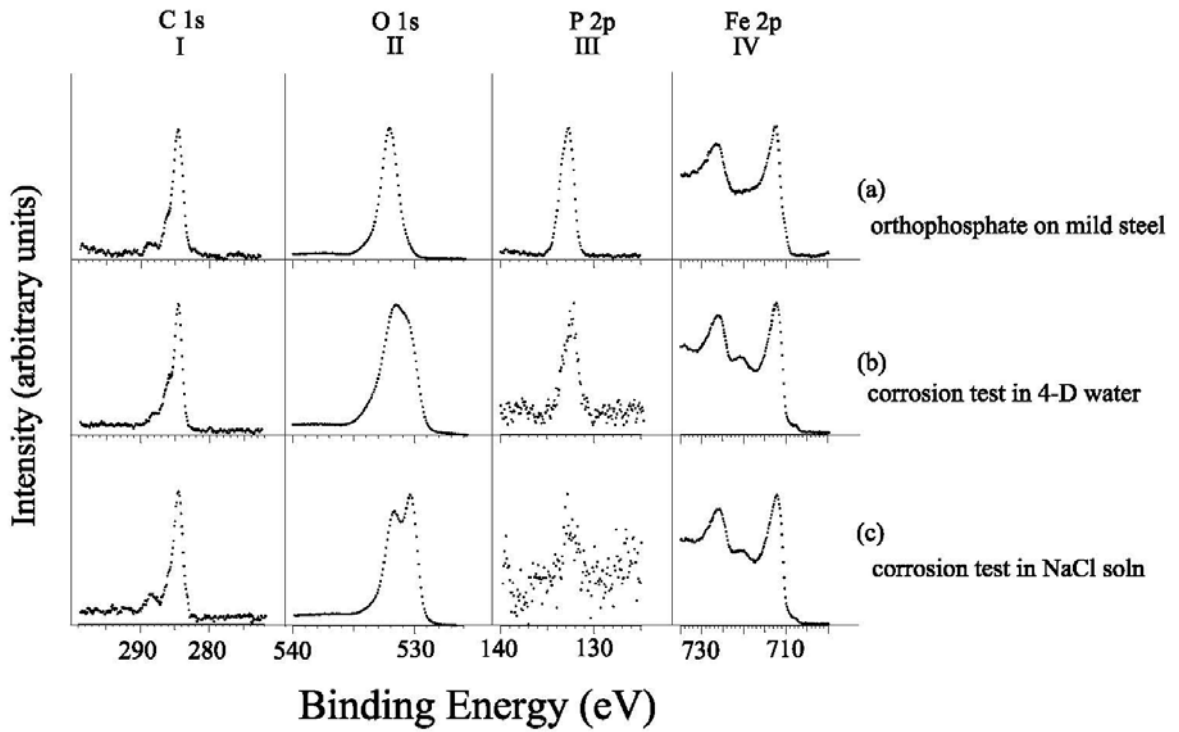 C 1s O 1s P 2p Fe 2p
I II III IV
(a)
orthophosphate on mild steel
(b)
corrosion test in 4-D water
(c)
corrosion test in NaCl soln
Intensity (arbitrary units)
290 280 540 530 140 130 730 710
Binding Energy (eV)